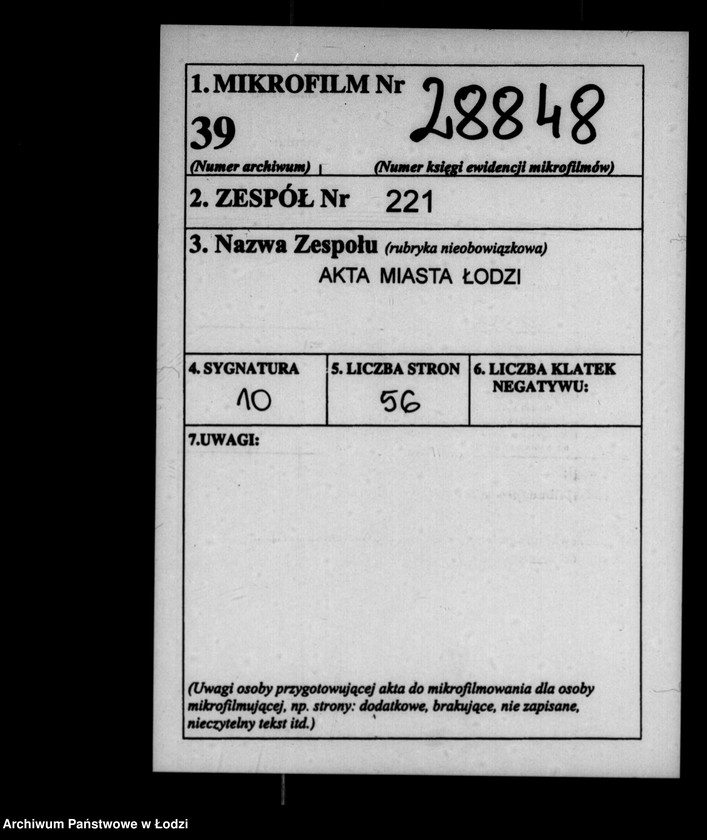 1. MIKROFILM Nr 28848
39
(Numer archiwum) (Numer księgi ewidencji mikrofilmów)
2. ZESPÓŁ Nr 221
3. Nazwa Zespołu (rubryka nieobowiązkowa)
AKTA MIASTA ŁODZI
4. SYGNATURA 5. LICZBA STRON 6. LICZBA KLATEK
NEGATYWU:
10 56
7.UWAGI:
(Uwagi osoby przygotowującej akta do mikrofilmowania dla osoby
mikrofilmującej, np. strony: dodatkowe, brakujące, nie zapisane,
nieczytelny tekst itd.)
Archiwum Państwowe w Łodzi